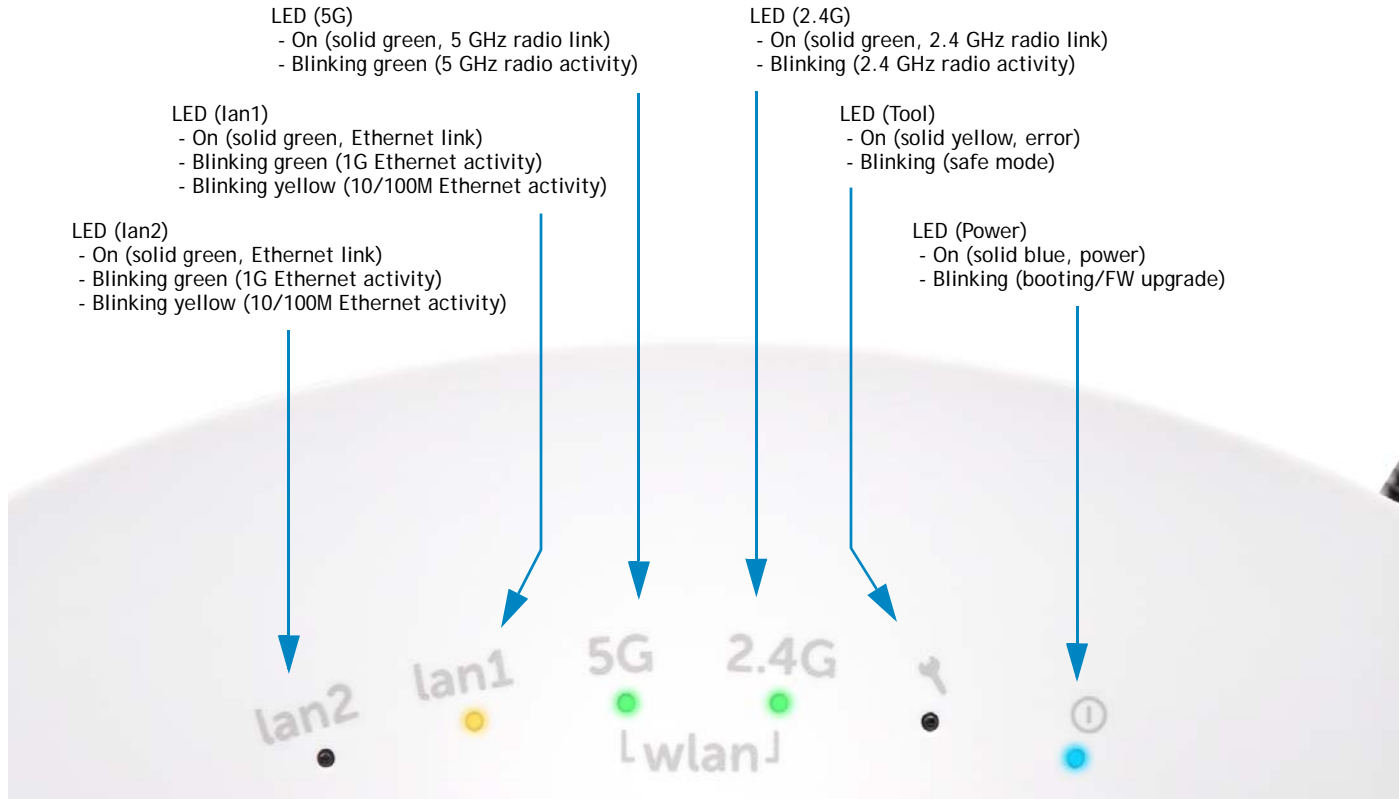 LED (5G)
- On (solid green, 5 GHz radio link)
- Blinking green (5 GHz radio activity)
LED (2.4G)
- On (solid green, 2.4 GHz radio link)
- Blinking (2.4 GHz radio activity)
LED (lan1)
- On (solid green, Ethernet link)
- Blinking green (1G Ethernet activity)
- Blinking yellow (10/100M Ethernet activity)
LED (Tool)
- On (solid yellow, error)
- Blinking (safe mode)
LED (lan2)
- On (solid green, Ethernet link)
- Blinking green (1G Ethernet activity)
- Blinking yellow (10/100M Ethernet activity)
LED (Power)
- On (solid blue, power)
- Blinking (booting/FW upgrade)
lan2
lan1
5G
2.4G
wlan